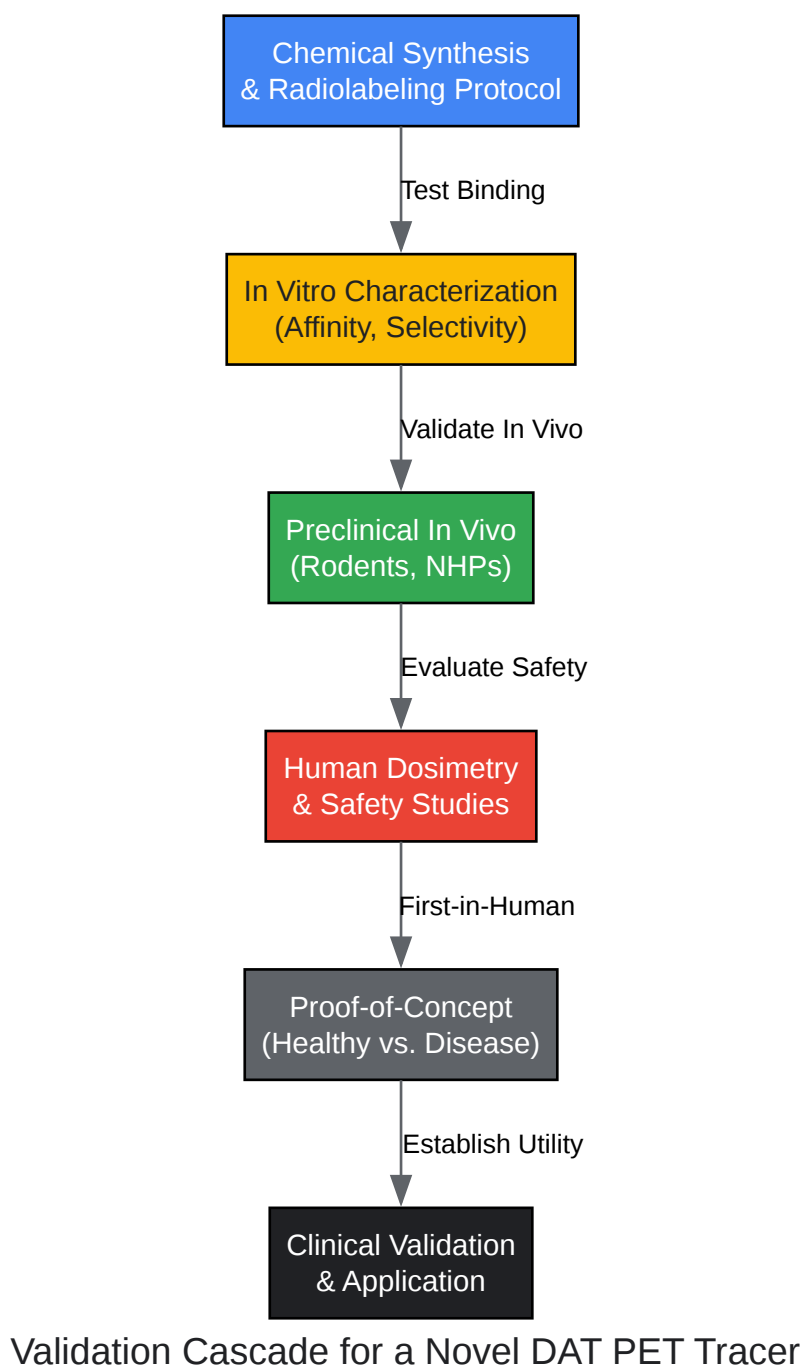 Chemical Synthesis
& Radiolabeling Protocol
Test Binding
In Vitro Characterization
(Affinity, Selectivity)
Validate In Vivo
Preclinical In Vivo
(Rodents, NHPs)
Evaluate Safety
Human Dosimetry
& Safety Studies
First-in-Human
Proof-of-Concept
(Healthy vs. Disease)
Establish Utility
Clinical Validation
& Application
Validation Cascade for a Novel DAT PET Tracer